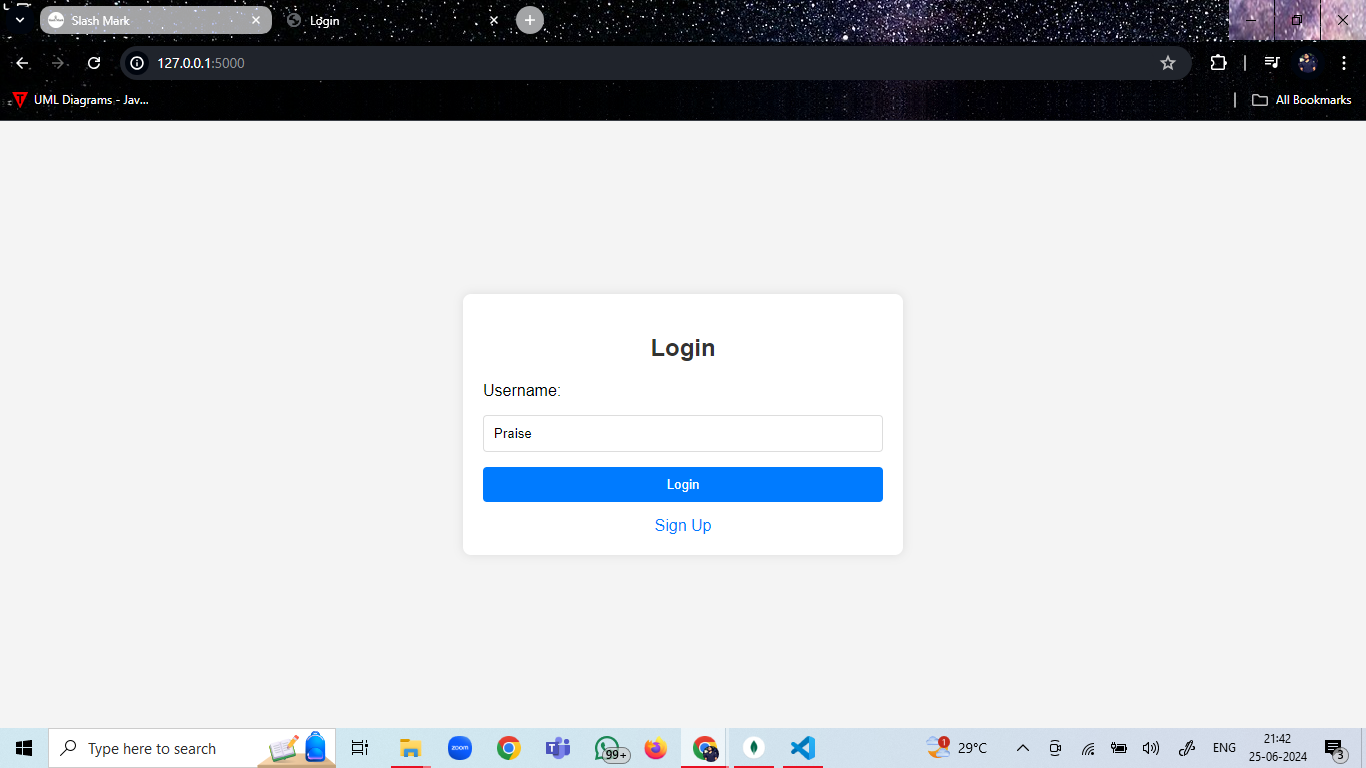 Slash Mark
Login
127.0.0.1:5000
UML Diagrams - Jav...
All Bookmarks
Login
Username:
Praise
Login
Sign Up
Type here to search
zoom
99+
1
29°C
ENG
21:42
25-06-2024
3